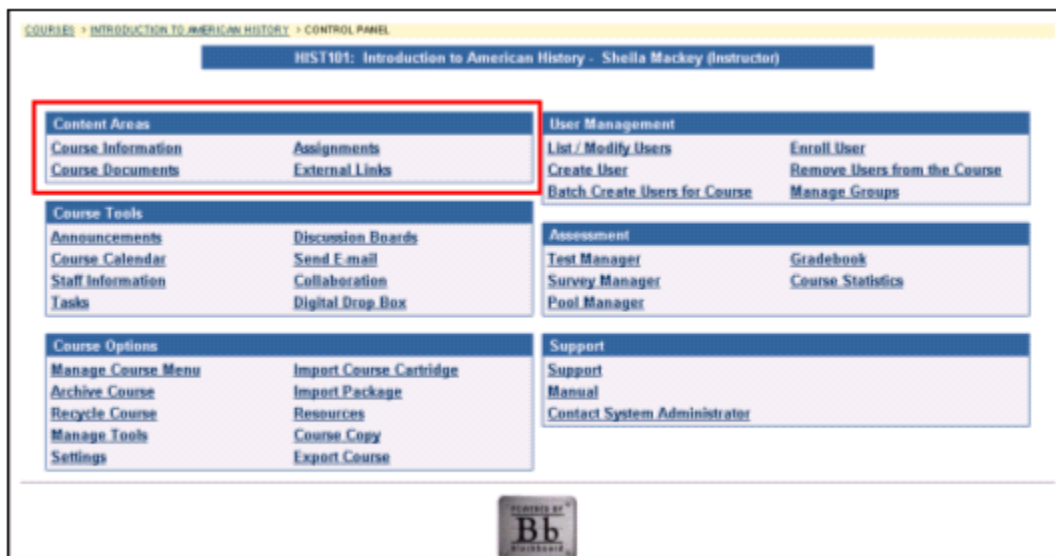 COURSES > INTRODUCTION TO AMERICAN HISTORY > CONTROL PANEL
HIST101: Introduction to American History - Sheila Mackey (Instructor)
Content Areas
Course Information Assignments
Course Documents External Links
Course Tools
Announcements Discussion Boards
Course Calendar Send E-mail
Staff Information Collaboration
Tasks Digital Drop Box
Course Options
Manage Course Menu Import Course Cartridge
Archive Course Import Package
Recycle Course Resources
Manage Tools Course Copy
Settings Export Course
User Management
List / Modify Users Enroll User
Create User Remove Users from the Course
Batch Create Users for Course Manage Groups
Assessment
Test Manager Gradebook
Survey Manager Course Statistics
Pool Manager
Support
Support
Manual
Contact System Administrator
POWERED BY
Bb
Blackboard